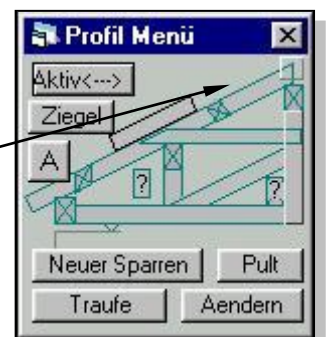 Profil Menü
Aktiv<--->
Ziegel
A
?
?
Neuer Sparren Pult
Traufe Aendern